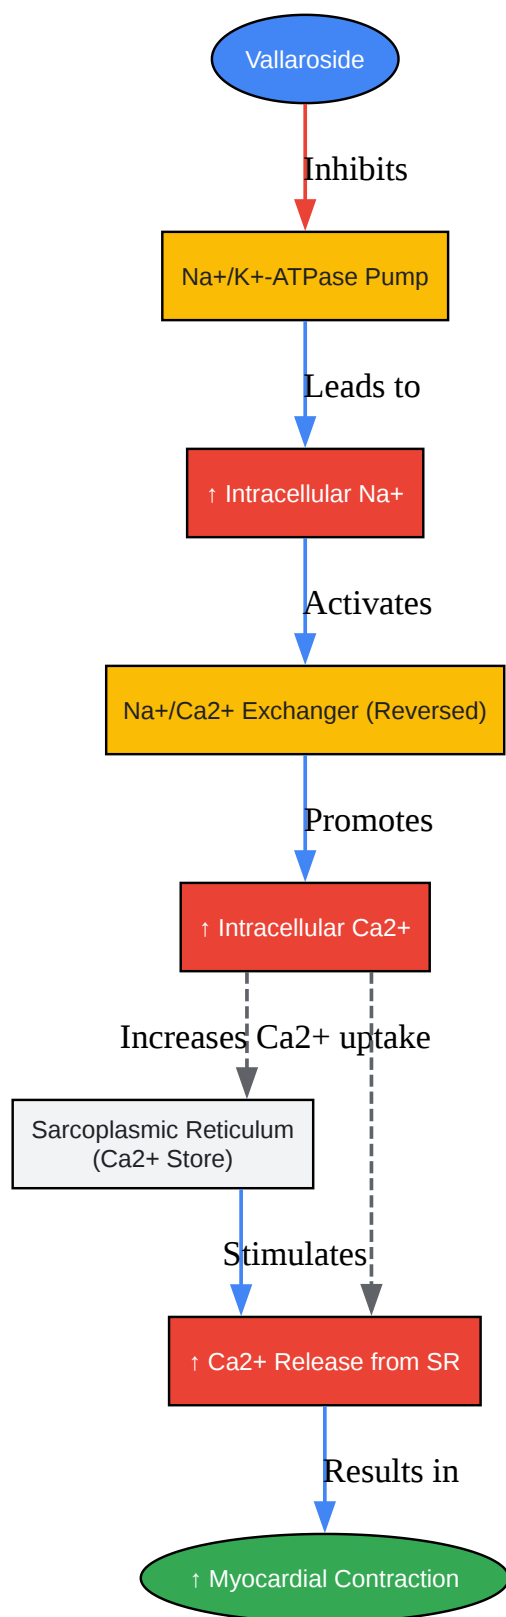 Vallaroside
Inhibits
Na+/K+-ATPase Pump
Leads to
↑ Intracellular Na+
Activates
Na+/Ca2+ Exchanger (Reversed)
Promotes
↑ Intracellular Ca2+
Increases Ca2+ uptake
Sarcoplasmic Reticulum
(Ca2+ Store)
Stimulates
↑ Ca2+ Release from SR
Results in
↑ Myocardial Contraction